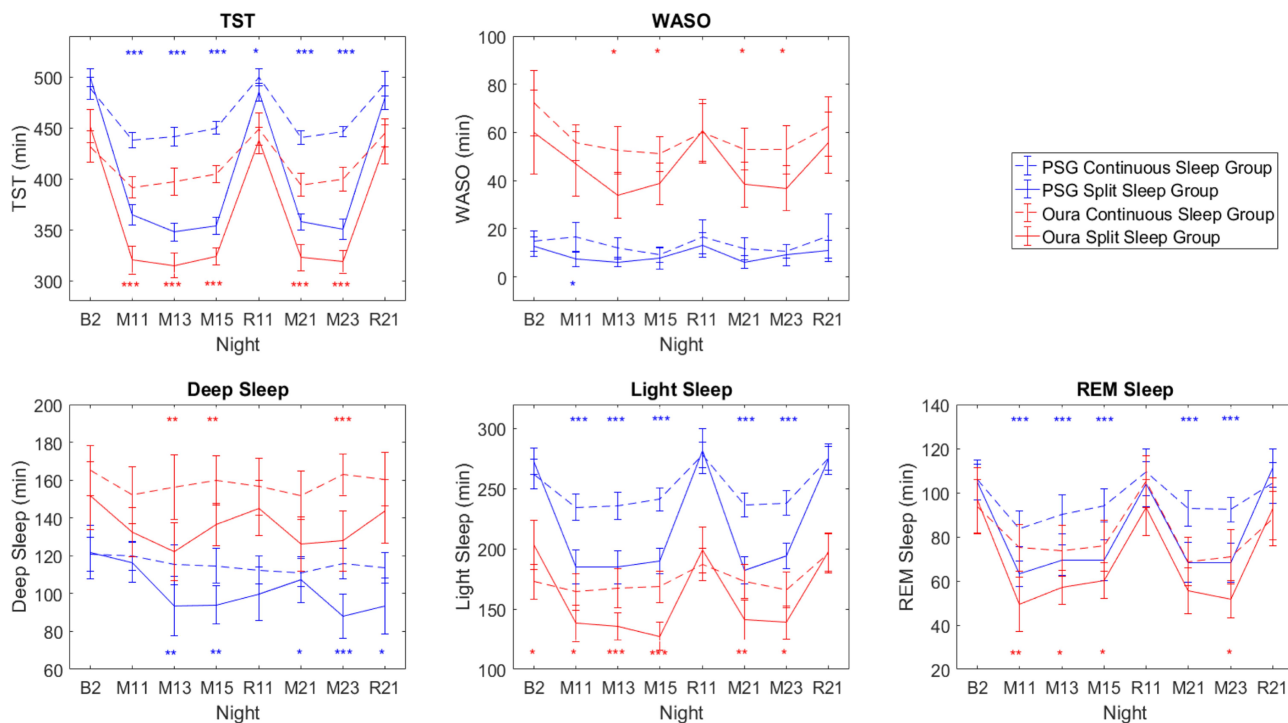 TST
*** *** *** * *** ***
500
450
400
350
300
TST (min)
*** *** *** *** ***
B2 M11 M13 M15 R11 M21 M23 R21
Night
WASO
* * * *
100
80
60
40
20
0
WASO (min)
*
B2 M11 M13 M15 R11 M21 M23 R21
Night
PSG Continuous Sleep Group
PSG Split Sleep Group
Oura Continuous Sleep Group
Oura Split Sleep Group
Deep Sleep
** ** ***
200
180
160
140
120
100
80
60
Deep Sleep (min)
** ** * *** *
B2 M11 M13 M15 R11 M21 M23 R21
Night
Light Sleep
*** *** *** *** ***
300
250
200
150
100
Light Sleep (min)
* * *** *** ** *
B2 M11 M13 M15 R11 M21 M23 R21
Night
REM Sleep
*** *** *** *** ***
140
120
100
80
60
40
20
REM Sleep (min)
** * * *
B2 M11 M13 M15 R11 M21 M23 R21
Night